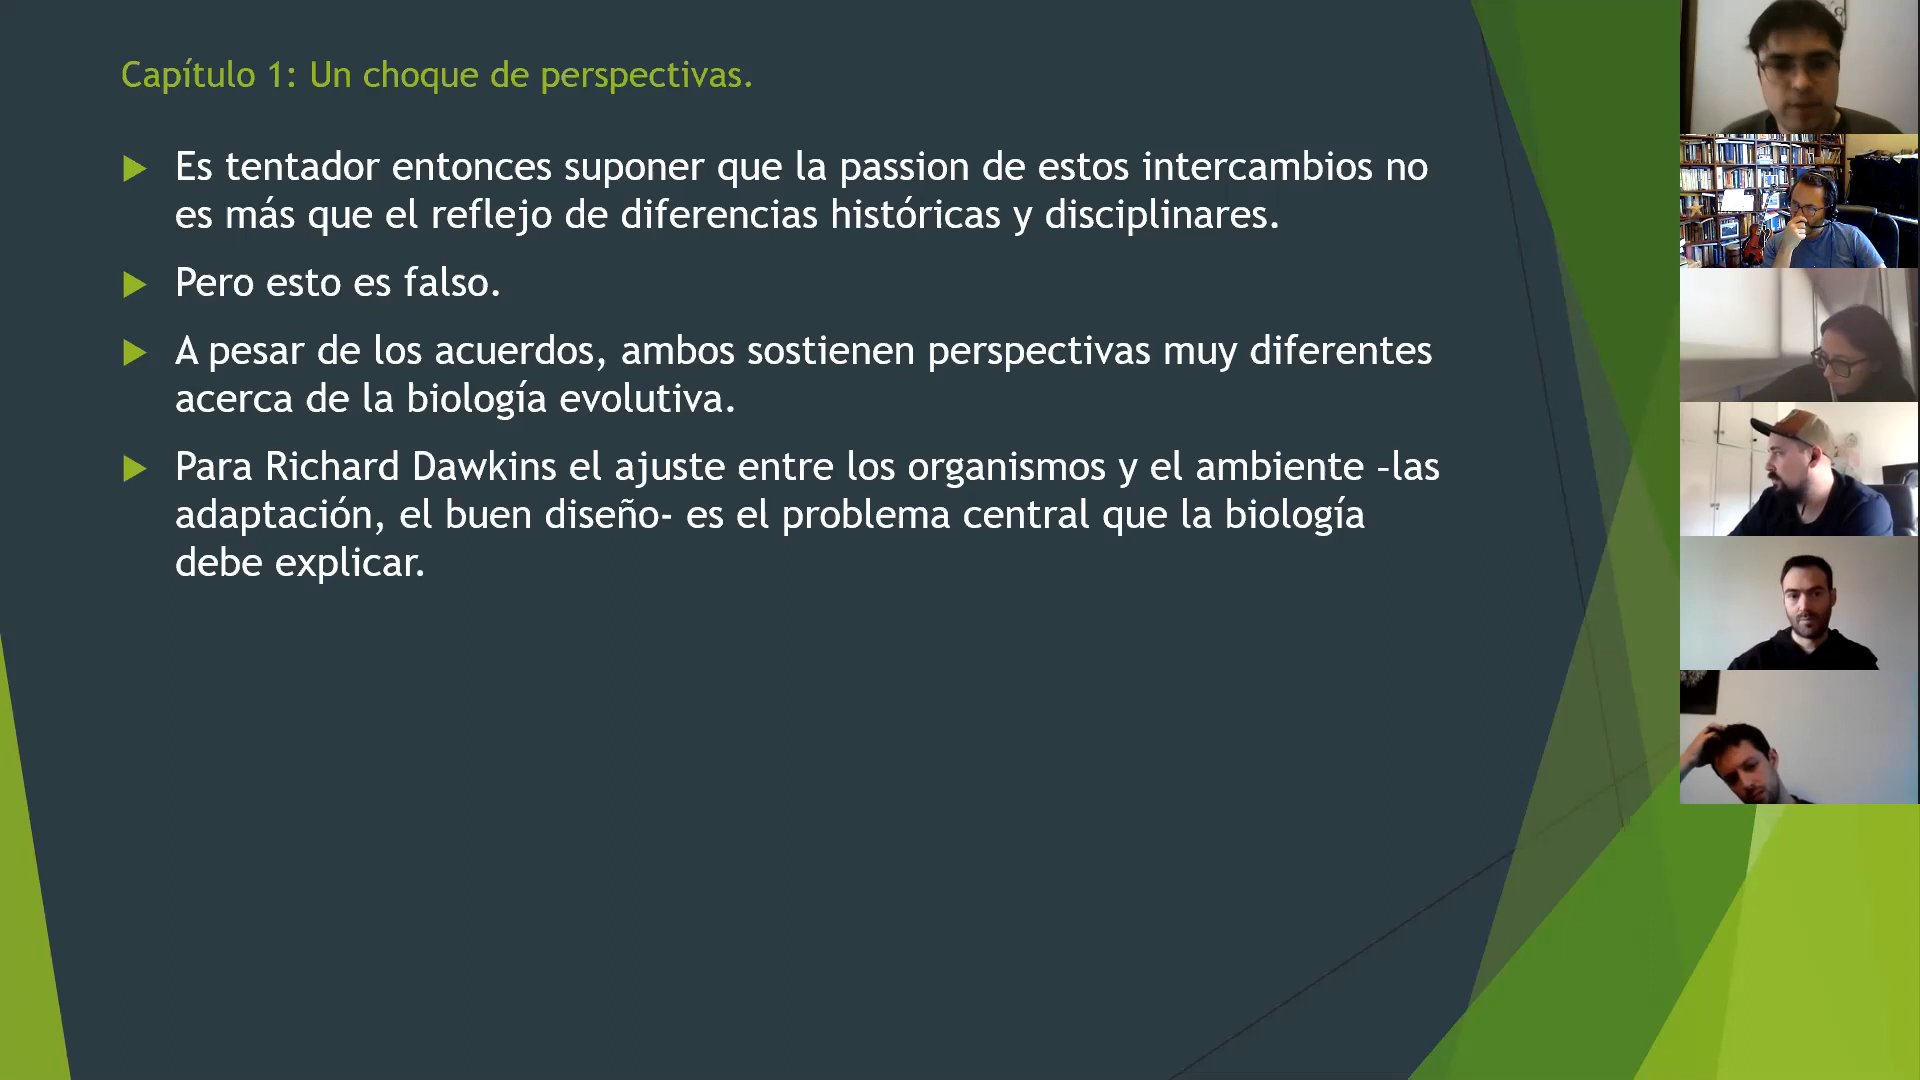 Capítulo 1: Un choque de perspectivas.
Es tentador entonces suponer que la passion de estos intercambios no
es más que el reflejo de diferencias históricas y disciplinares.
Pero esto es falso.
A pesar de los acuerdos, ambos sostienen perspectivas muy diferentes
acerca de la biología evolutiva.
Para Richard Dawkins el ajuste entre los organismos y el ambiente –las
adaptación, el buen diseño- es el problema central que la biología
debe explicar.